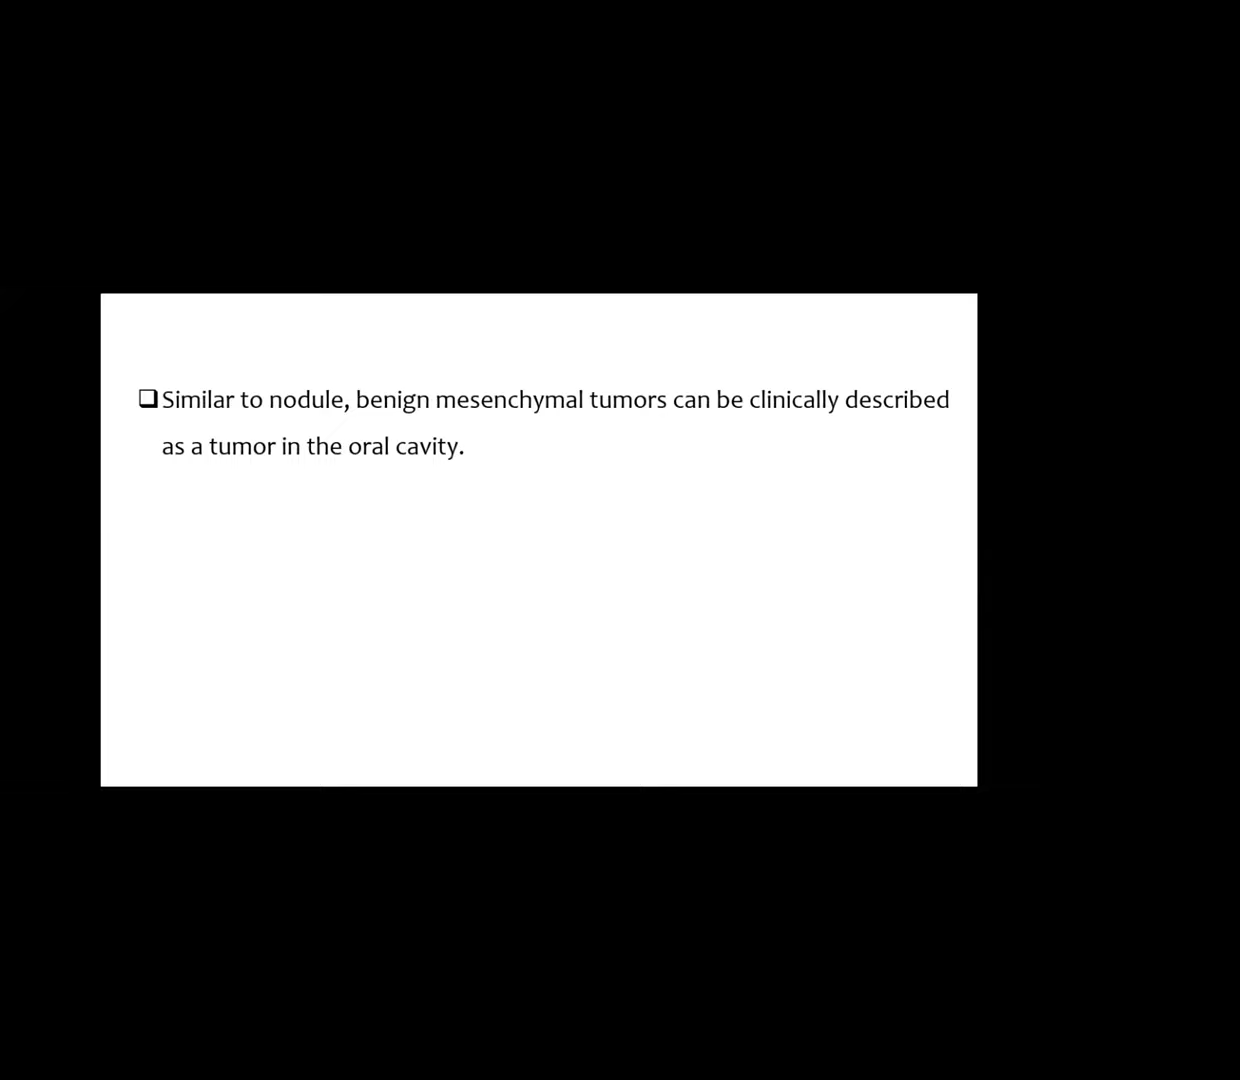 ❑Similar to nodule, benign mesenchymal tumors can be clinically described
as a tumor in the oral cavity.